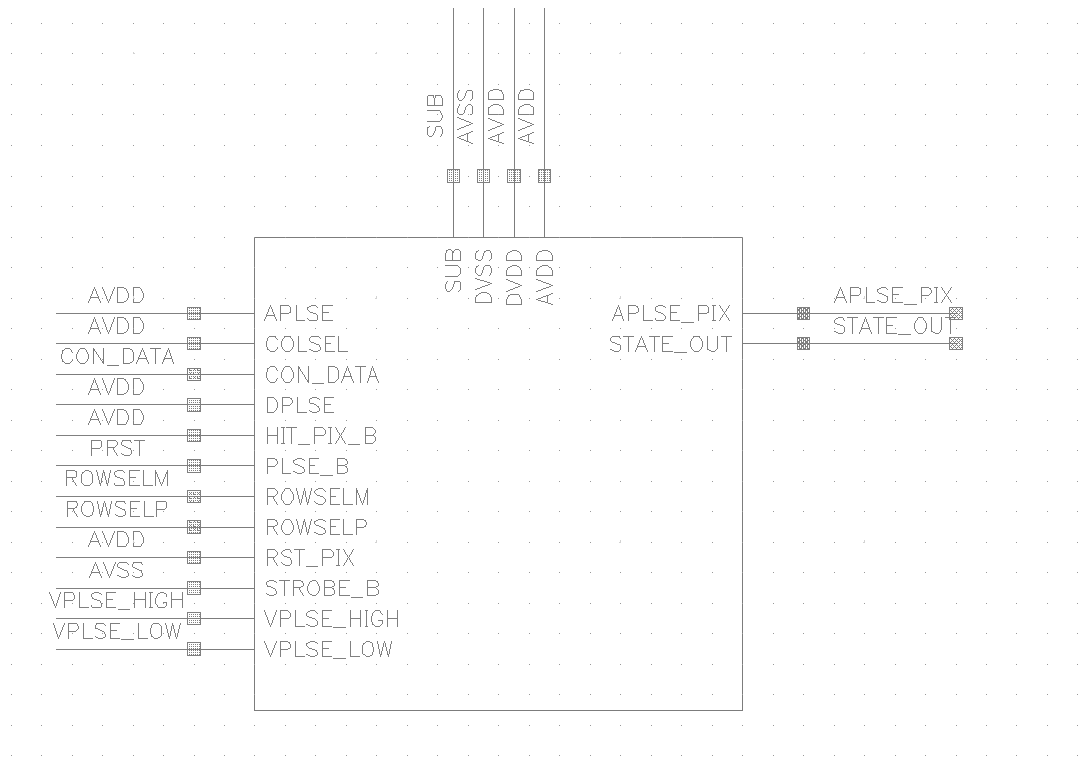 SUB
AVSS
AVDD
AVDD
SUB
DVSS
DVDD
AVDD
AVDD
APLSE
APLSE_PIX
APLSE_PIX
AVDD
COLSEL
STATE_OUT
STATE_OUT
CON_DATA
CON_DATA
AVDD
DPLSE
AVDD
HIT_PIX_B
PRST
PLSE_B
ROWSELM
ROWSELM
ROWSELP
ROWSELP
AVDD
RST_PIX
AVSS
STROBE_B
VPLSE_HIGH
VPLSE_HIGH
VPLSE_LOW
VPLSE_LOW